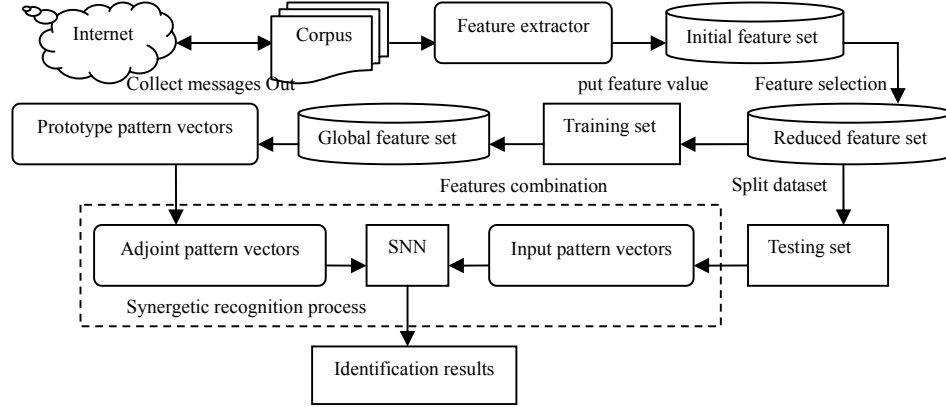 Internet
Corpus
Feature extractor
Initial feature set
Collect messages Out
put feature value
Feature selection
Prototype pattern vectors
Global feature set
Training set
Reduced feature set
Features combination
Split dataset
Adjoint pattern vectors
SNN
Input pattern vectors
Testing set
Synergetic recognition process
Identification results